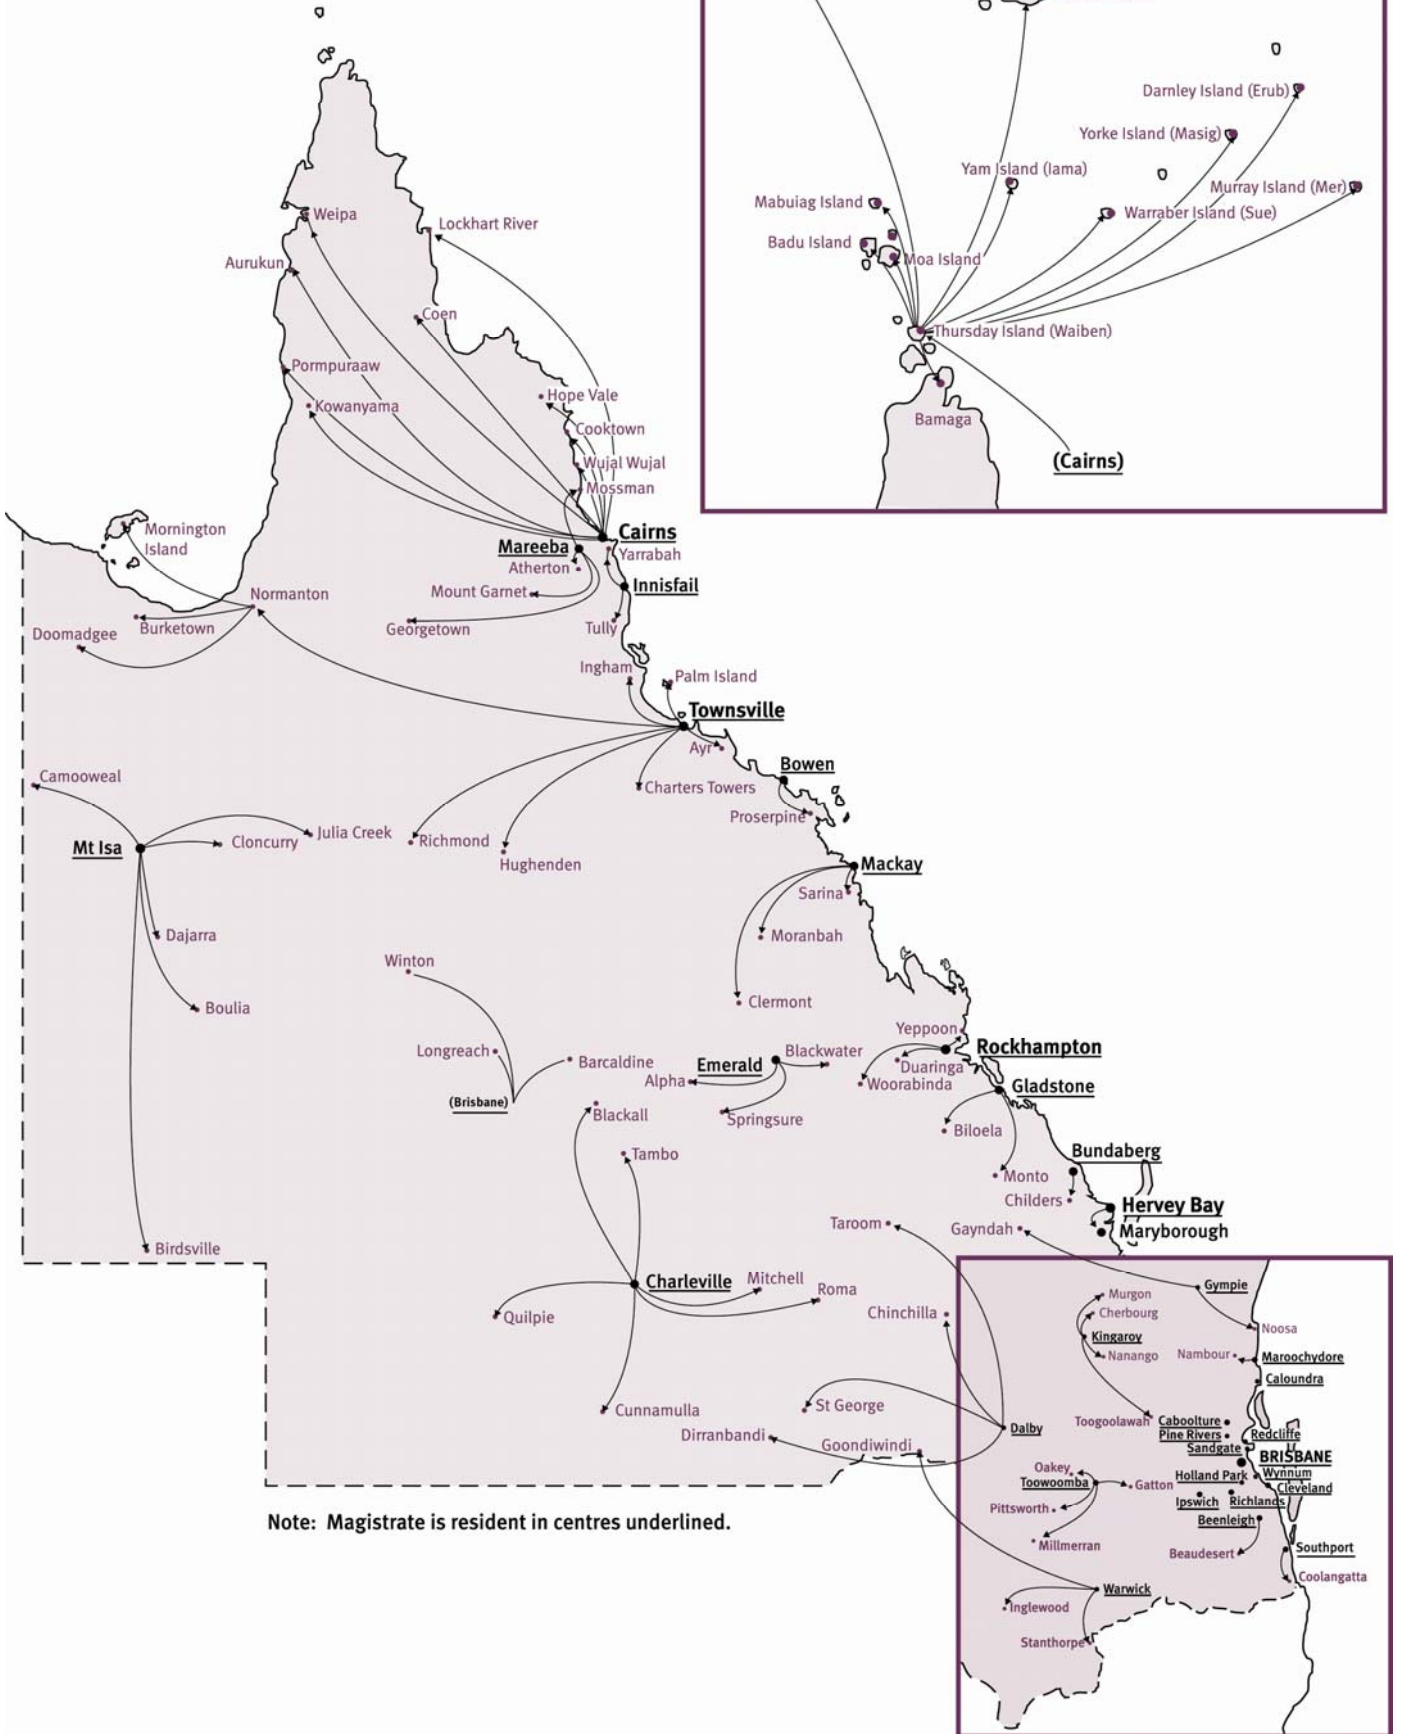 Darnley Island (Erub)
Yorke Island (Masig)
Yam Island (Iama)
Murray Island (Mer)
Mabuiag Island
Warraber Island (Sue)
Badu Island
Moa Island
Thursday Island (Waiben)
Bamaga
(Cairns)
Weipa
Lockhart River
Aurukun
Coen
Pormpuraaw
Kowanyama
Hope Vale
Cooktown
Wujal Wujal
Mossman
Mornington
Island
Cairns
Mareeba
Yarrabah
Atherton
Innisfail
Mount Garnet
Normanton
Burketown
Georgetown
Tully
Doomadgee
Ingham
Palm Island
Townsville
Ayr
Bowen
Camooweal
Charters Towers
Proserpine
Julia Creek
Mt Isa
Cloncurry
Richmond
Hughenden
Mackay
Sarina
Dajarra
Moranbah
Winton
Boulia
Clermont
Yeppoon
Longreach
Barcaldine
Blackwater
Rockhampton
Emerald
Duaringa
Alpha
Woorabinda
Gladstone
(Brisbane)
Blackall
Springsure
Biloela
Tambo
Bundaberg
Monto
Childers
Hervey Bay
Taroom
Gayndah
Maryborough
Birdsville
Charleville
Mitchell
Roma
Quilpie
Chinchilla
Cunnamulla
St George
Dirranbandi
Goondiwindi
Gympie
Murgon
Cherbourg
Noosa
Kingaroy
Nanango
Nambour
Maroochydore
Caloundra
Toogoolawah
Caboolture
Dalby
Pine Rivers
Redcliffe
Sandgate
BRISBANE
Oakey
Holland Park
Wynnum
Toowoomba
Gatton
Cleveland
Pittsworth
Ipswich
Richlands
Beenleigh
Millmerran
Beaudesert
Southport
Coolangatta
Warwick
Inglewood
Stanthorpe
Note: Magistrate is resident in centres underlined.